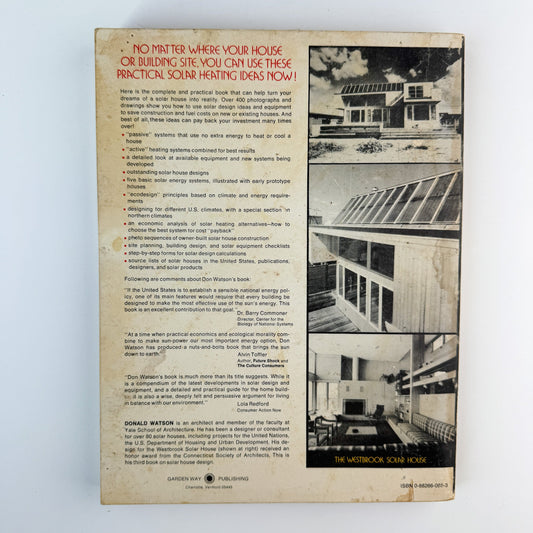 NO MATTER WHERE YOUR HOUSE
OR BUILDING SITE, YOU CAN USE THESE
PRACTICAL SOLAR HEATING IDEAS NOW!
Here is the complete and practical book that can help turn your
dreams of a solar house into reality. Over 400 photographs and
drawings show you how to use solar design ideas and equipment
to save construction and fuel costs on new or existing houses. And
best of all, these ideas can pay back your investment many times
over!
• "passive" systems that use no extra energy to heat or cool a
house
• "active" heating systems combined for best results
• a detailed look at available equipment and new systems being
developed
• outstanding solar house designs
• five basic solar energy systems, illustrated with early prototype
houses
• "ecodesign" principles based on climate and energy require-
ments
• designing for different U.S. climates, with a special section in
northern climates
• an economic analysis of solar heating alternatives—how to
choose the best system for cost "payback"
• photo sequences of owner-built solar house construction
• site planning, building design, and solar equipment checklists
• step-by-step forms for solar design calculations
• source lists of solar houses in the United States, publications,
designers, and solar products
Following are comments about Don Watson's book:
"If the United States is to establish a sensible national energy pol-
icy, one of its main features would require that every building be
designed to make the most effective use of the sun's energy. This
book is an excellent contribution to that goal."
Dr. Barry Commoner
Director, Center for the
Biology of National Systems
"At a time when practical economics and ecological morality com-
bine to make sun-power our most important energy option, Don
Watson has produced a nuts-and-bolts book that brings the sun
down to earth."
Alvin Toffler
Author, Future Shock and
The Culture Consumers
"Don Watson's book is much more than its title suggests. While it
is a compendium of the latest developments in solar design and
equipment, and a detailed and practical guide for the home build-
er, it is also a wise, deeply felt and persuasive argument for living
in balance with our environment."
Lola Redford
Consumer Action Now
DONALD WATSON is an architect and member of the faculty at
Yale School of Architecture. He has been a designer or consultant
for over 80 solar houses, including projects for the United Nations,
the U.S. Department of Housing and Urban Development. His de-
sign for the Westbrook Solar House (shown at right) received an
honor award from the Connecticut Society of Architects. This is
his third book on solar house design.
GARDEN WAY PUBLISHING
Charlotte, Vermont 05445
THE WESTBROOK SOLAR HOUSE
ISBN 0-88266-085-3